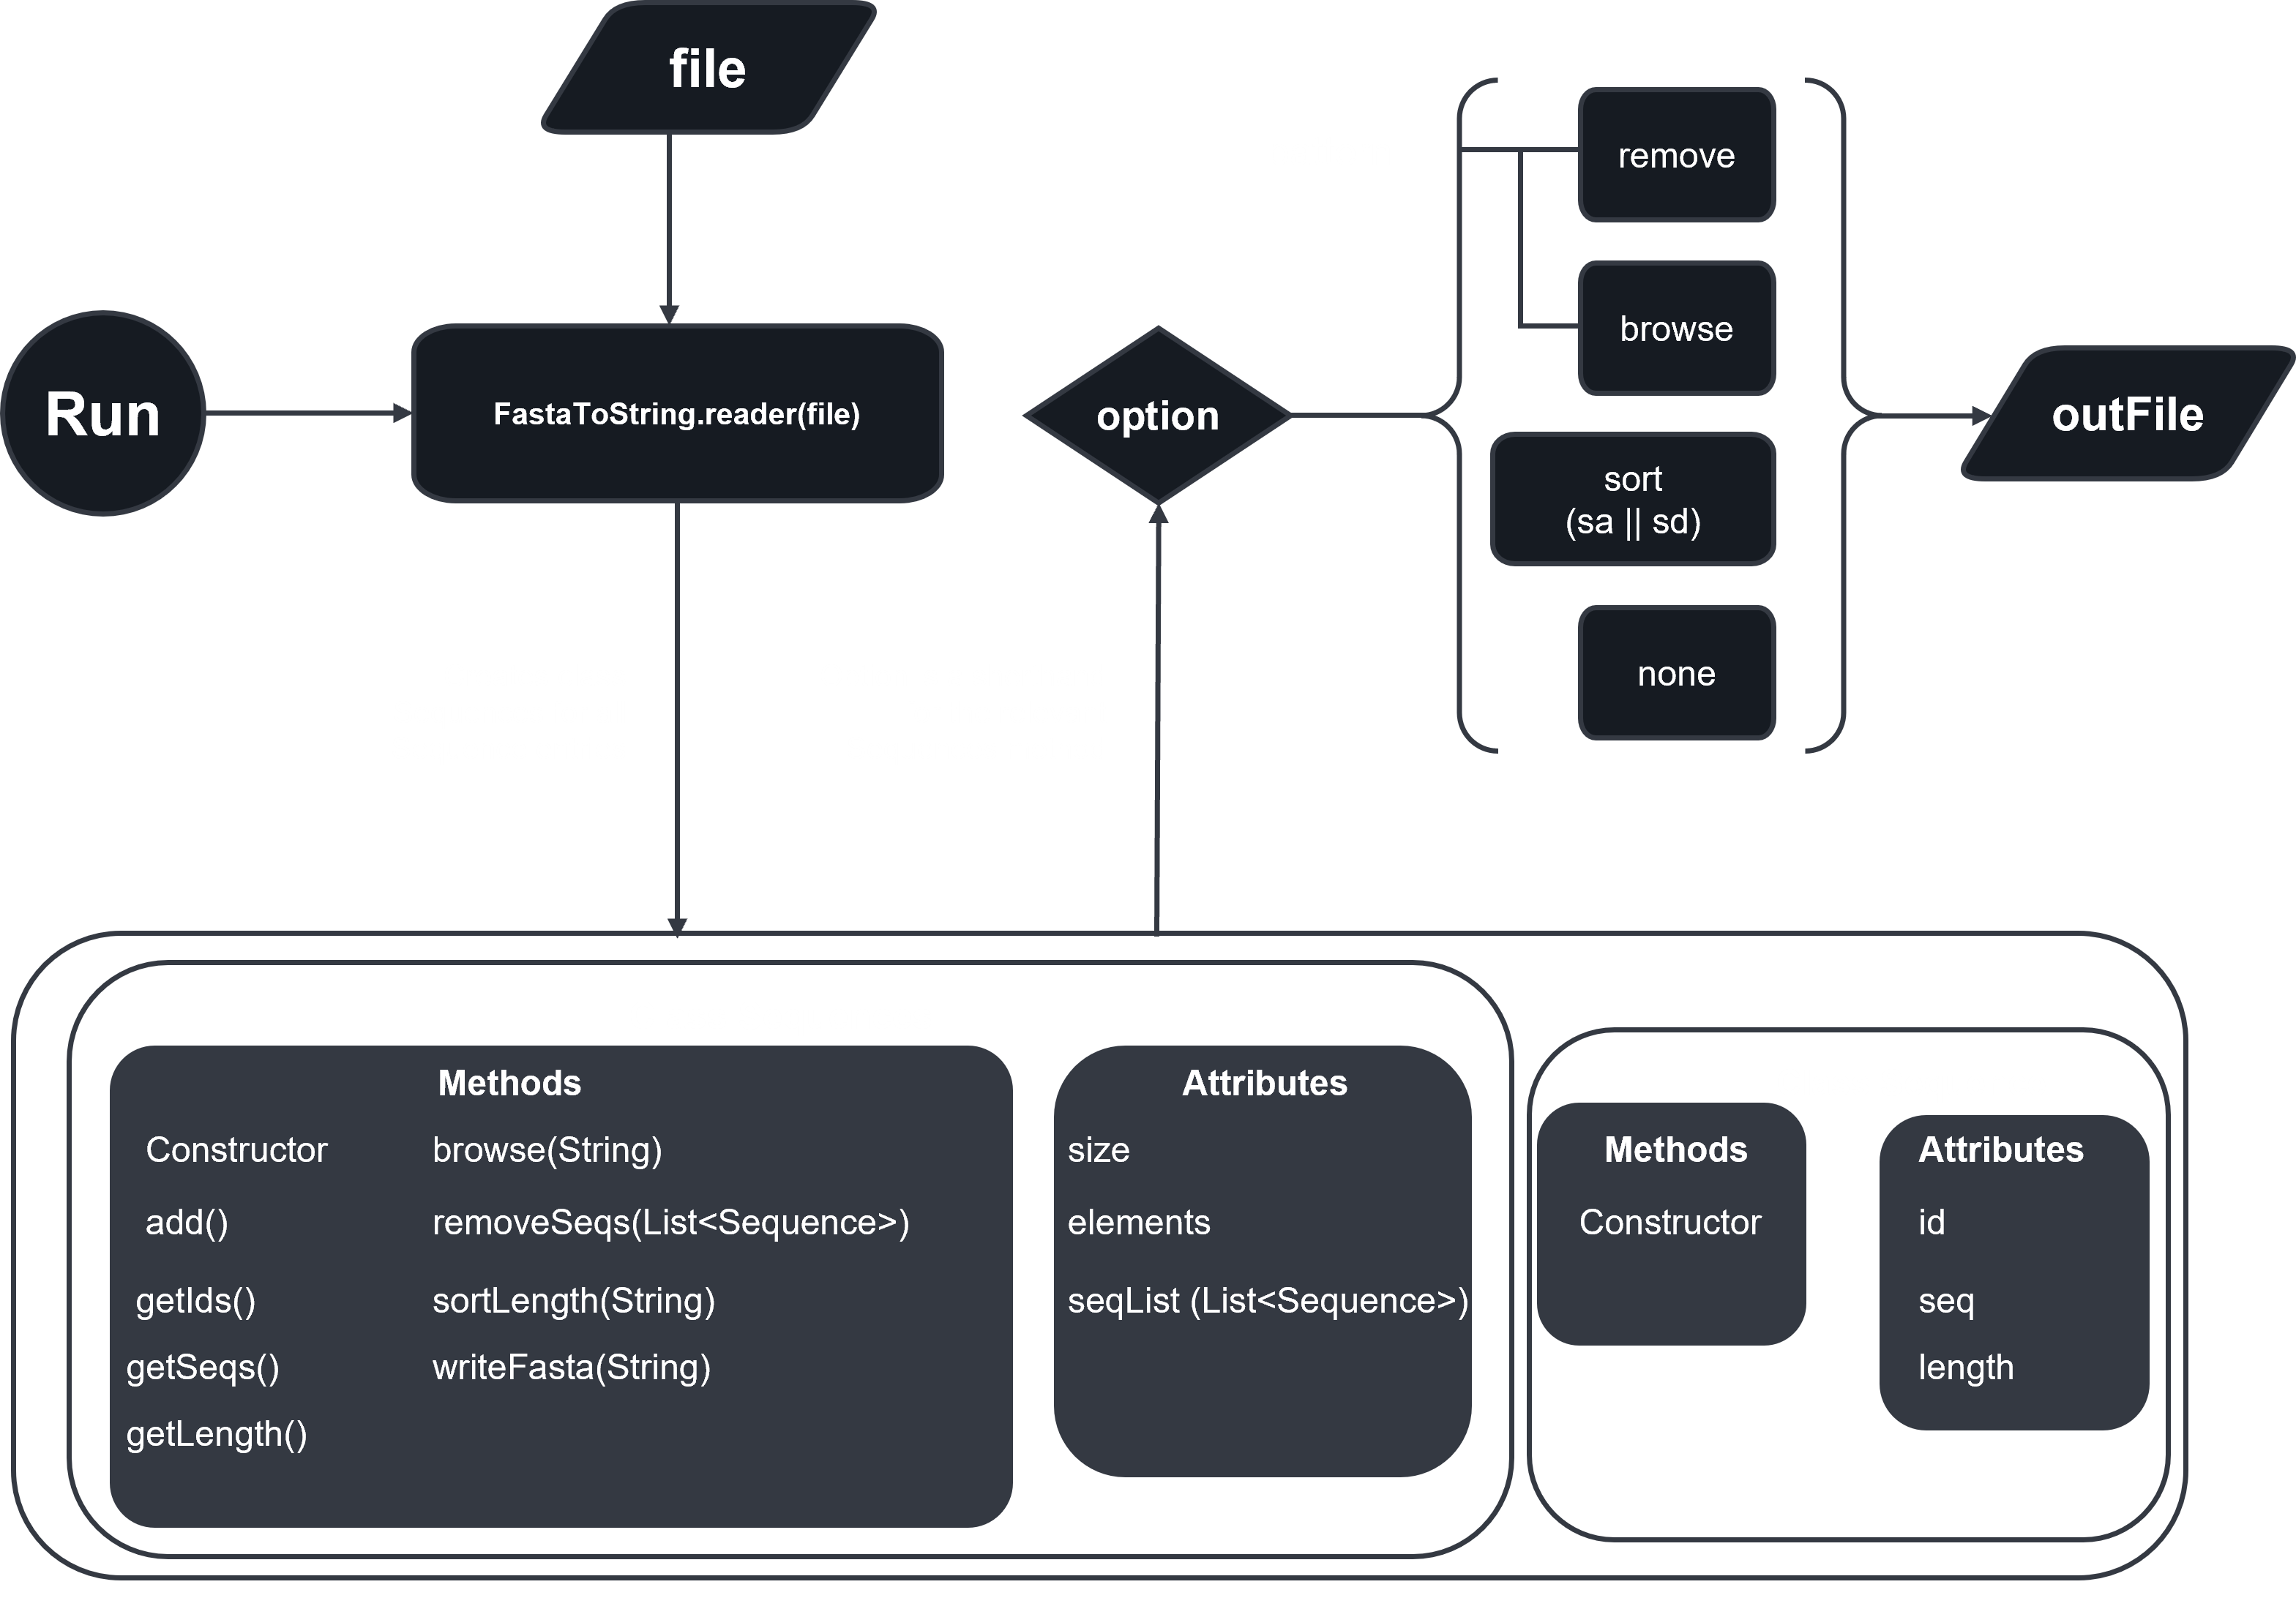 file
remove
browse
Run
FastaToString.reader(file)
option
outFile
sort
(sa || sd)
none
Methods
Constructor
add()
getIds()
getSeqs()
getLength()
browse(String)
removeSeqs(List<Sequence>)
sortLength(String)
writeFasta(String)
Attributes
size
elements
seqList (List<Sequence>)
Methods
Constructor
Attributes
id
seq
length